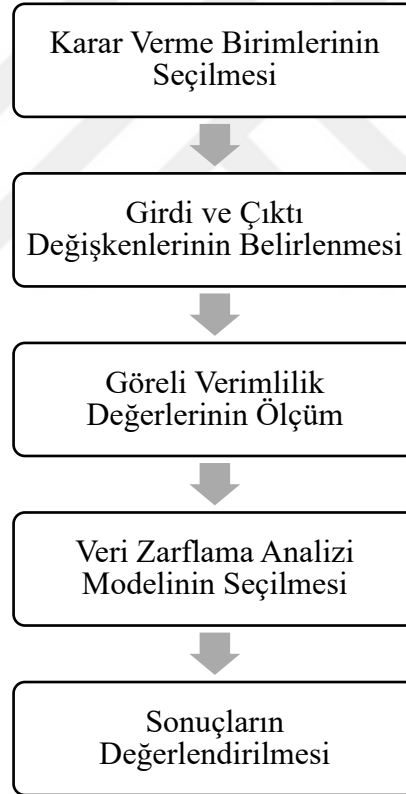 Karar Verme Birimlerinin
Seçilmesi
Girdi ve Çıktı
Değişkenlerinin Belirlenmesi
Göreli Verimlilik
Değerlerinin Ölçüm
Veri Zarflama Analizi
Modelinin Seçilmesi
Sonuçların
Değerlendirilmesi